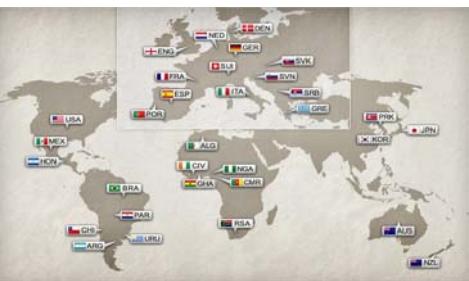 DEN
NED
ENG
GER
SUI
SVK
FRA
SVN
ESP
ITA
SRB
POR
GRE
USA
MEX
HON
ALG
PRK
JPN
KOR
CIV
NGA
GHA
CMR
BRA
PAR
RSA
CHI
URU
ARG
AUS
NZL